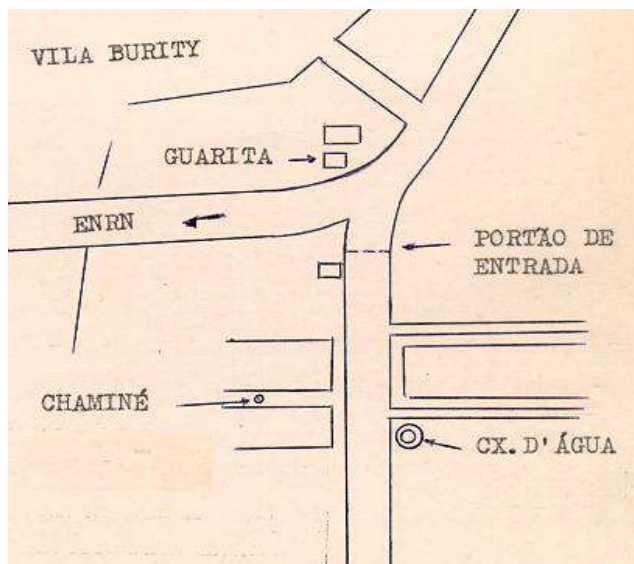 VILA BURITY
GUARITA
ENRN
PORTÃO DE
ENTRADA
CHAMINÉ
CX. D'ÁGUA